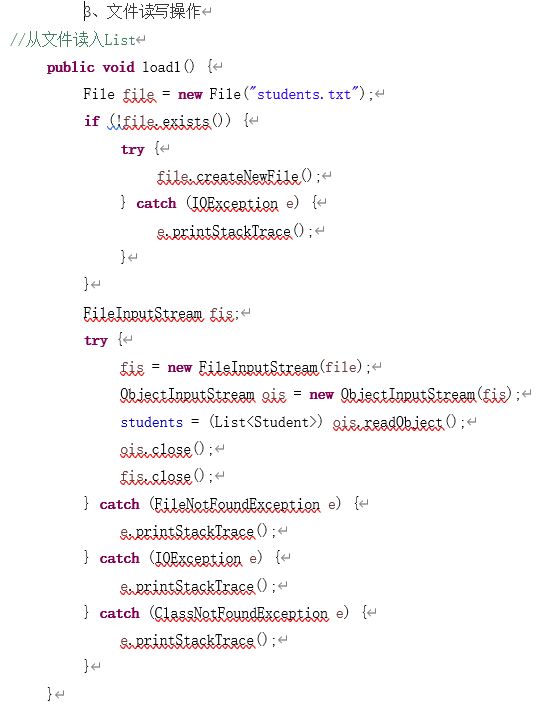 3、文件读写操作
//从文件读入List
public void load1() {
File file = new File("students.txt");
if (!file.exists()) {
try {
file.createNewFile();
} catch (IOException e) {
e.printStackTrace();
}
}
FileInputStream fis;
try {
fis = new FileInputStream(file);
ObjectInputStream ois = new ObjectInputStream(fis);
students = (List<Student>) ois.readObject();
ois.close();
fis.close();
} catch (FileNotFoundException e) {
e.printStackTrace();
} catch (IOException e) {
e.printStackTrace();
} catch (ClassNotFoundException e) {
e.printStackTrace();
}
}